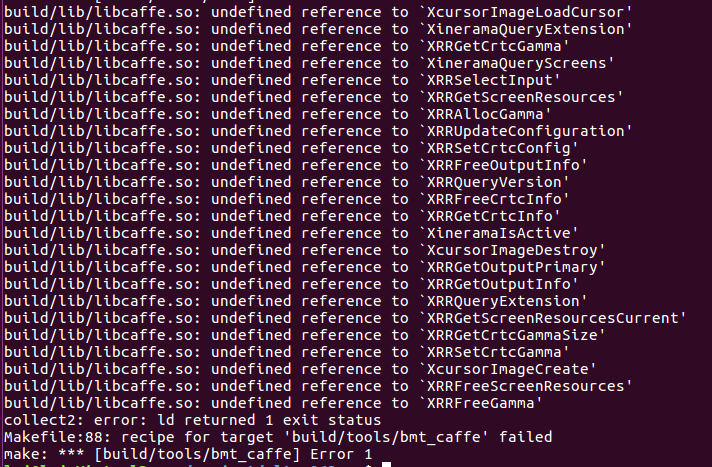 build/lib/libcaffe.so: undefined reference to `XcursorImageLoadCursor'
build/lib/libcaffe.so: undefined reference to `XineramaQueryExtension'
build/lib/libcaffe.so: undefined reference to `XRRGetCrtcGamma'
build/lib/libcaffe.so: undefined reference to `XineramaQueryScreens'
build/lib/libcaffe.so: undefined reference to `XRRSelectInput'
build/lib/libcaffe.so: undefined reference to `XRRGetScreenResources'
build/lib/libcaffe.so: undefined reference to `XRRAllocGamma'
build/lib/libcaffe.so: undefined reference to `XRRUpdateConfiguration'
build/lib/libcaffe.so: undefined reference to `XRRSetCrtcConfig'
build/lib/libcaffe.so: undefined reference to `XRRFreeOutputInfo'
build/lib/libcaffe.so: undefined reference to `XRRQueryVersion'
build/lib/libcaffe.so: undefined reference to `XRRFreeCrtcInfo'
build/lib/libcaffe.so: undefined reference to `XRRGetCrtcInfo'
build/lib/libcaffe.so: undefined reference to `XineramaIsActive'
build/lib/libcaffe.so: undefined reference to `XcursorImageDestroy'
build/lib/libcaffe.so: undefined reference to `XRRGetOutputPrimary'
build/lib/libcaffe.so: undefined reference to `XRRGetOutputInfo'
build/lib/libcaffe.so: undefined reference to `XRRQueryExtension'
build/lib/libcaffe.so: undefined reference to `XRRGetScreenResourcesCurrent'
build/lib/libcaffe.so: undefined reference to `XRRGetCrtcGammaSize'
build/lib/libcaffe.so: undefined reference to `XRRSetCrtcGamma'
build/lib/libcaffe.so: undefined reference to `XcursorImageCreate'
build/lib/libcaffe.so: undefined reference to `XRRFreeScreenResources'
build/lib/libcaffe.so: undefined reference to `XRRFreeGamma'
collect2: error: ld returned 1 exit status
Makefile:88: recipe for target 'build/tools/bmt_caffe' failed
make: *** [build/tools/bmt_caffe] Error 1